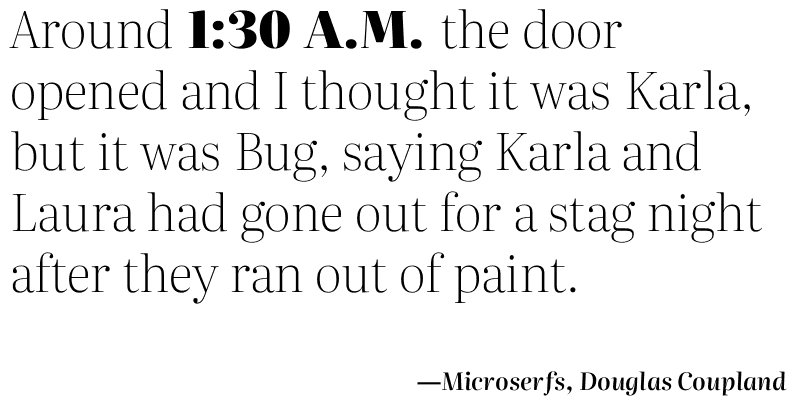 Around 1:30 A.M. the door
opened and I thought it was Karla,
but it was Bug, saying Karla and
Laura had gone out for a stag night
after they ran out of paint.
—Microserfs, Douglas Coupland